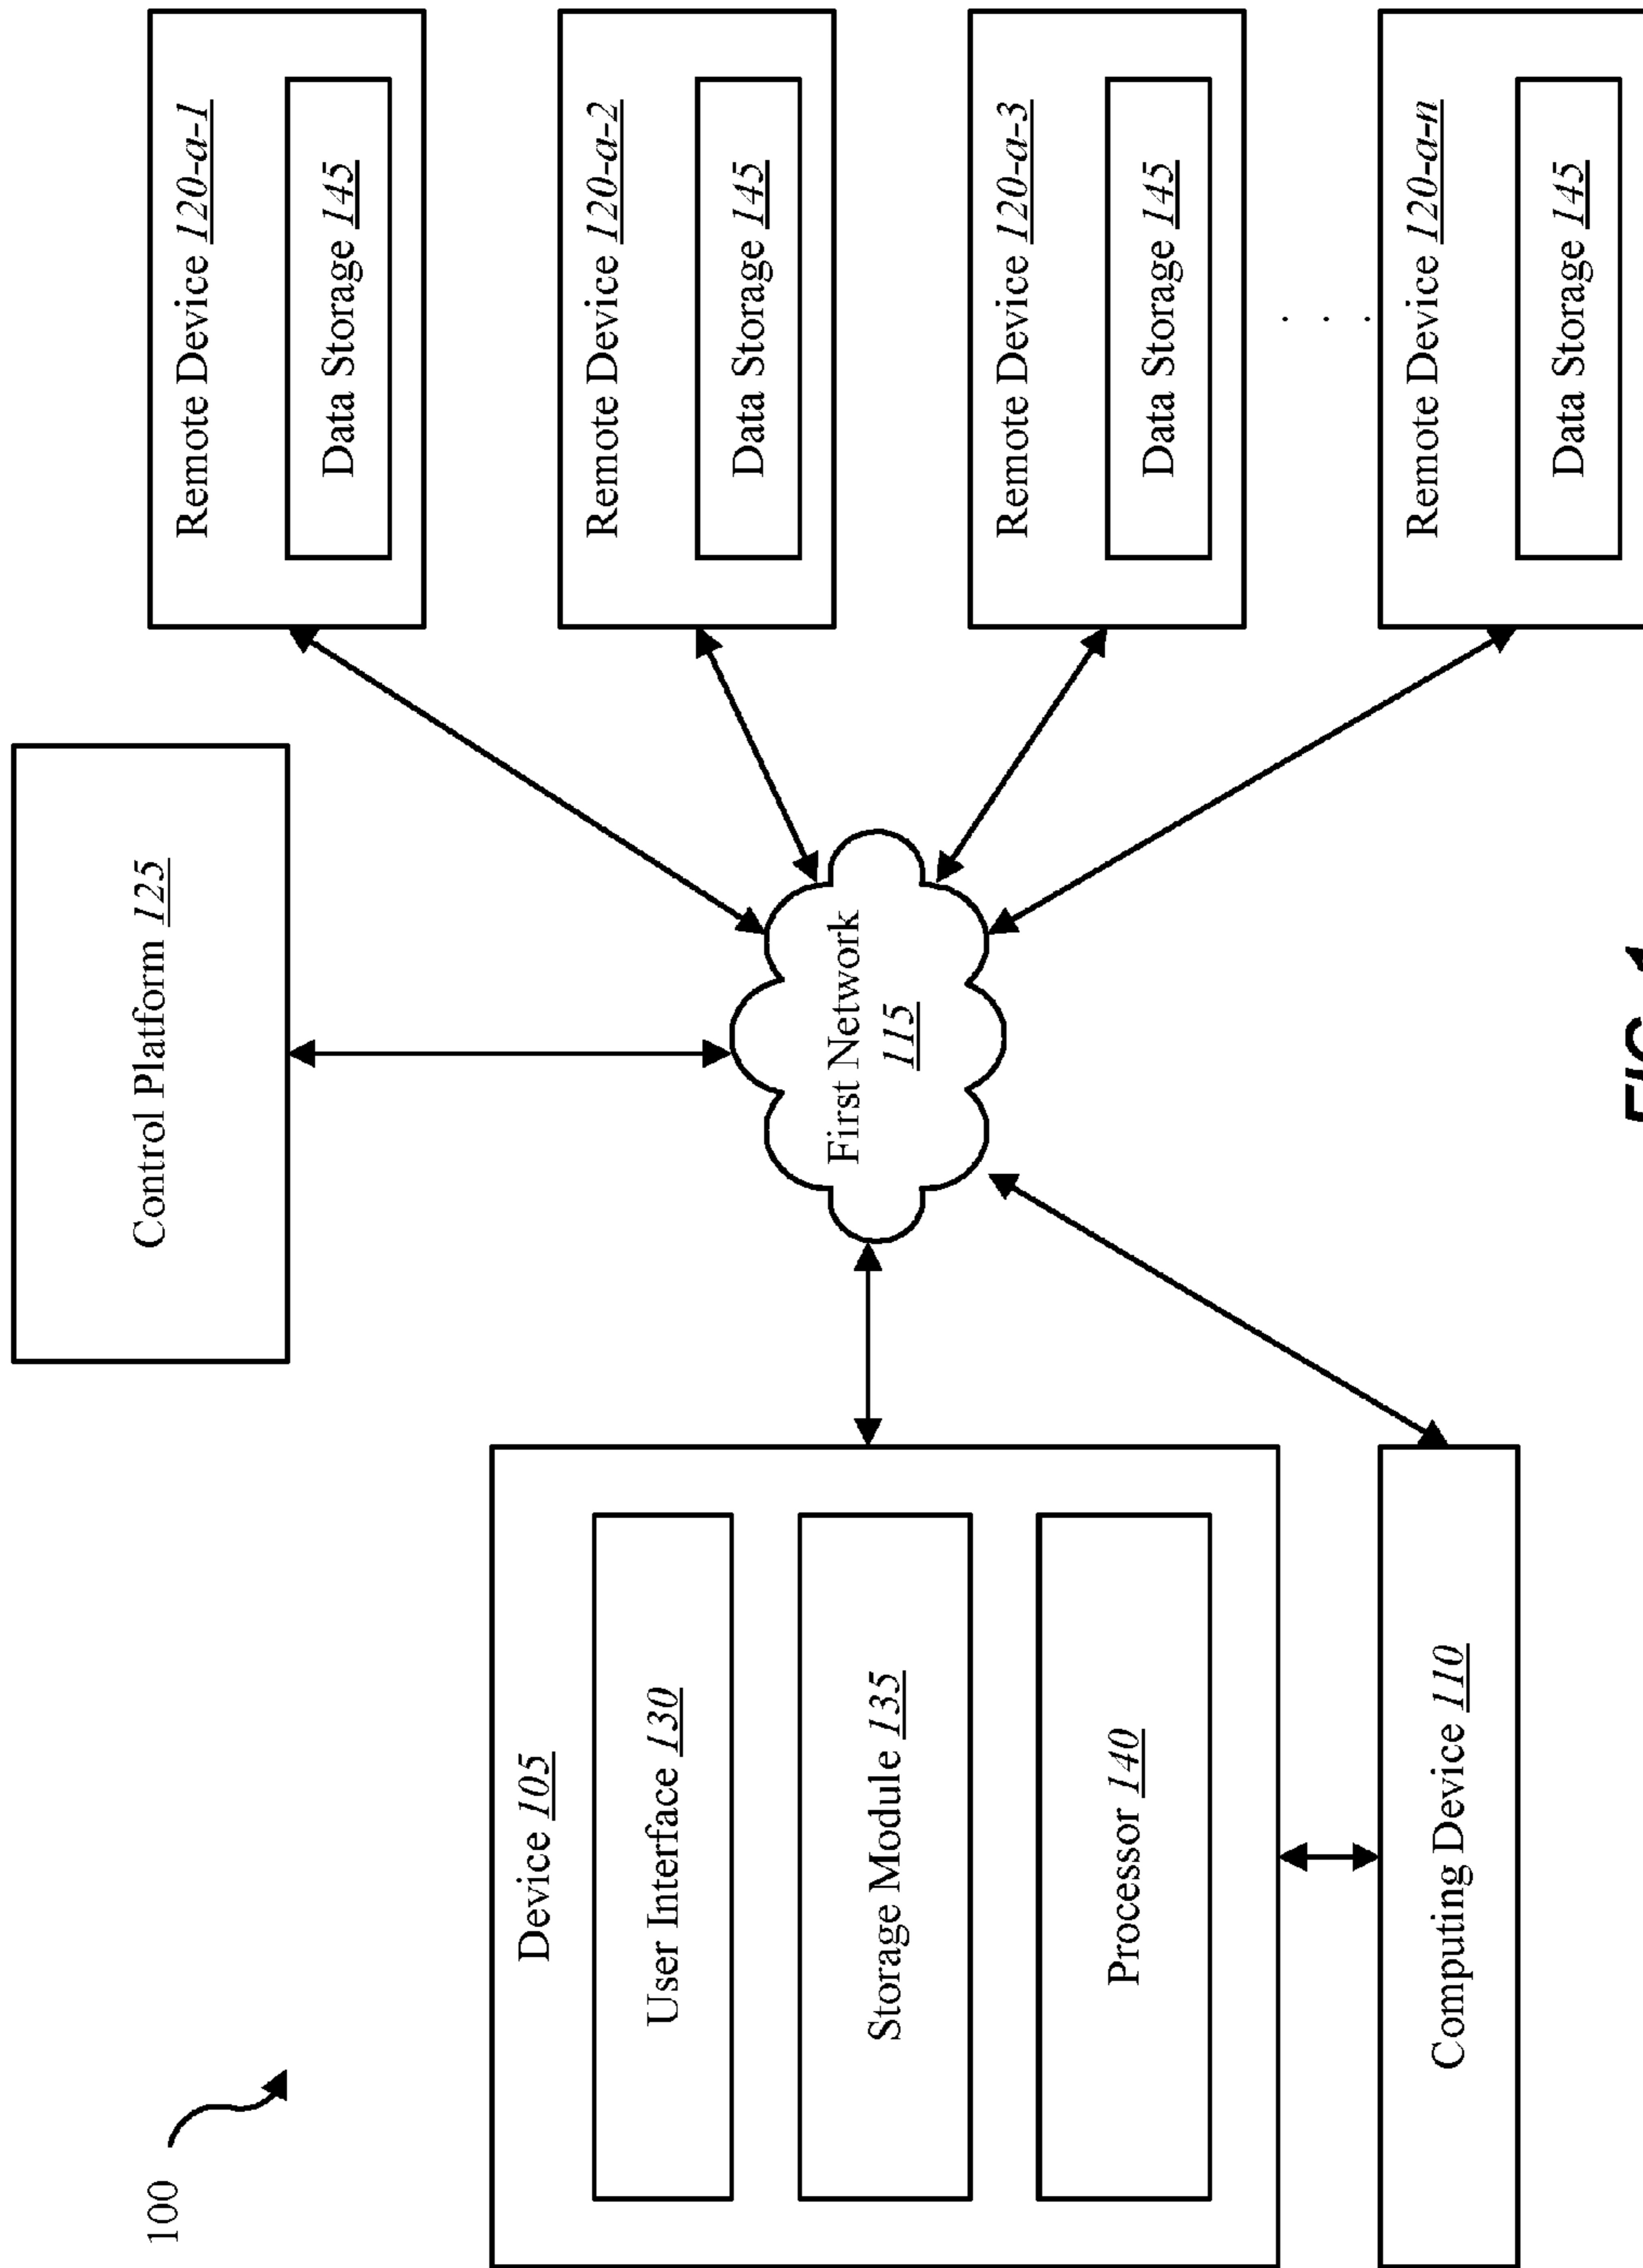 100
Control Platform 125
Device 105
User Interface 130
Storage Module 135
Processor 140
Computing Device 110
First Network
115
Remote Device 120-a-1
Data Storage 145
Remote Device 120-a-2
Data Storage 145
Remote Device 120-a-3
Data Storage 145
. . .
Remote Device 120-a-n
Data Storage 145